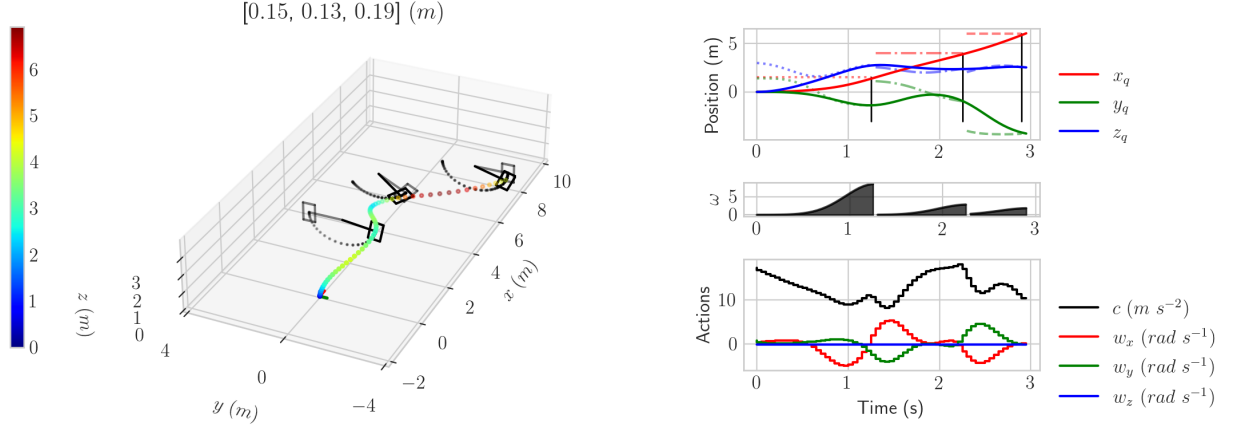 [0.15, 0.13, 0.19] (m)
6
5
4
3
2
1
0
3
2
1
0
z (m)
4
0
−4
y (m)
−2
0
2
4
6
8
10
x (m)
Position (m)
5
0
0
1
2
3
x_q
y_q
z_q
ω
5
0
0
1
2
3
Actions
10
0
0
1
2
3
Time (s)
c (m s⁻²)
w_x (rad s⁻¹)
w_y (rad s⁻¹)
w_z (rad s⁻¹)